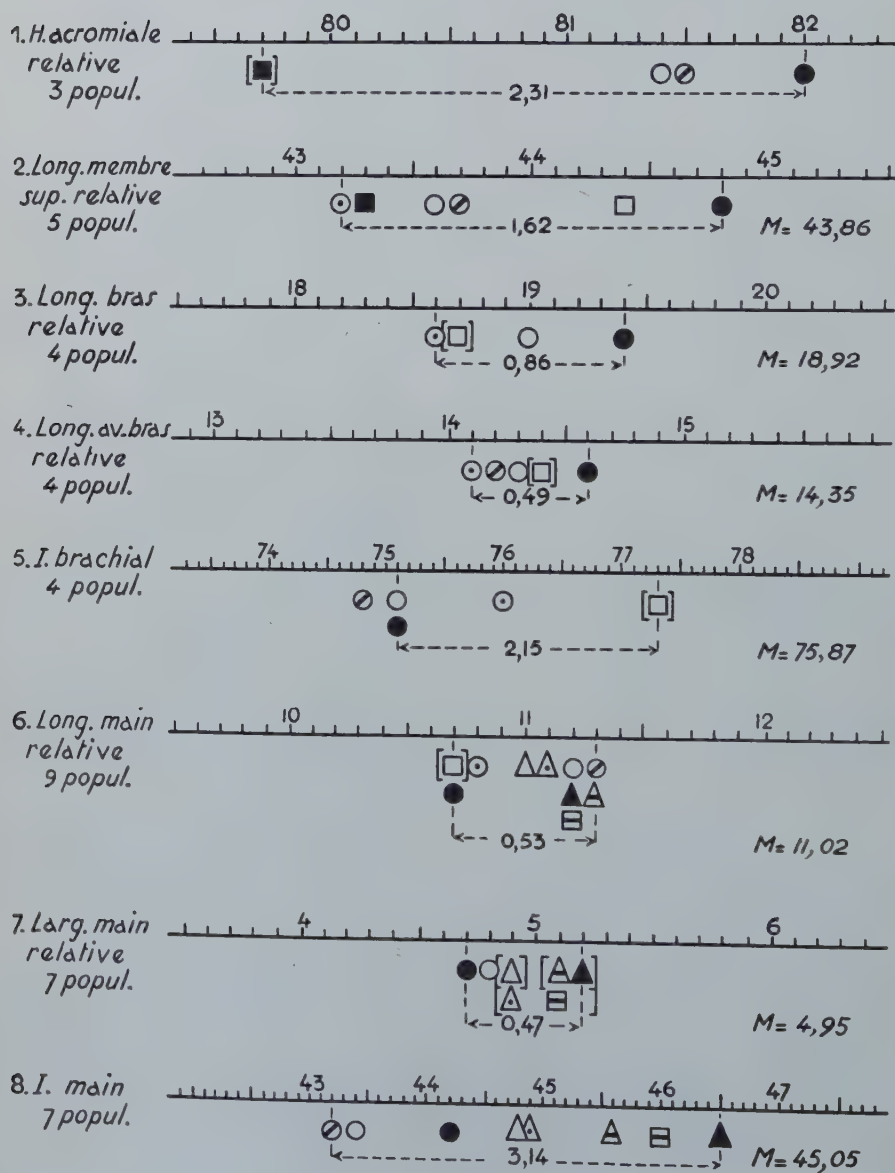 80 81 82
1. H. acromiale
relative
3 popul.
2,31
43 44 45
2. Long. membre
sup. relative
5 popul.
1,62
M= 43,86
18 19 20
3. Long. bras
relative
4 popul.
0,86
M= 18,92
13 14 15
4. Long. av. bras
relative
4 popul.
0,49
M= 14,35
74 75 76 77 78
5. I. brachial
4 popul.
2,15
M= 75,87
10 11 12
6. Long. main
relative
9 popul.
0,53
M= 11,02
4 5 6
7. Larg. main
relative
7 popul.
0,47
M= 4,95
43 44 45 46 47
8. I. main
7 popul.
3,14
M= 45,05